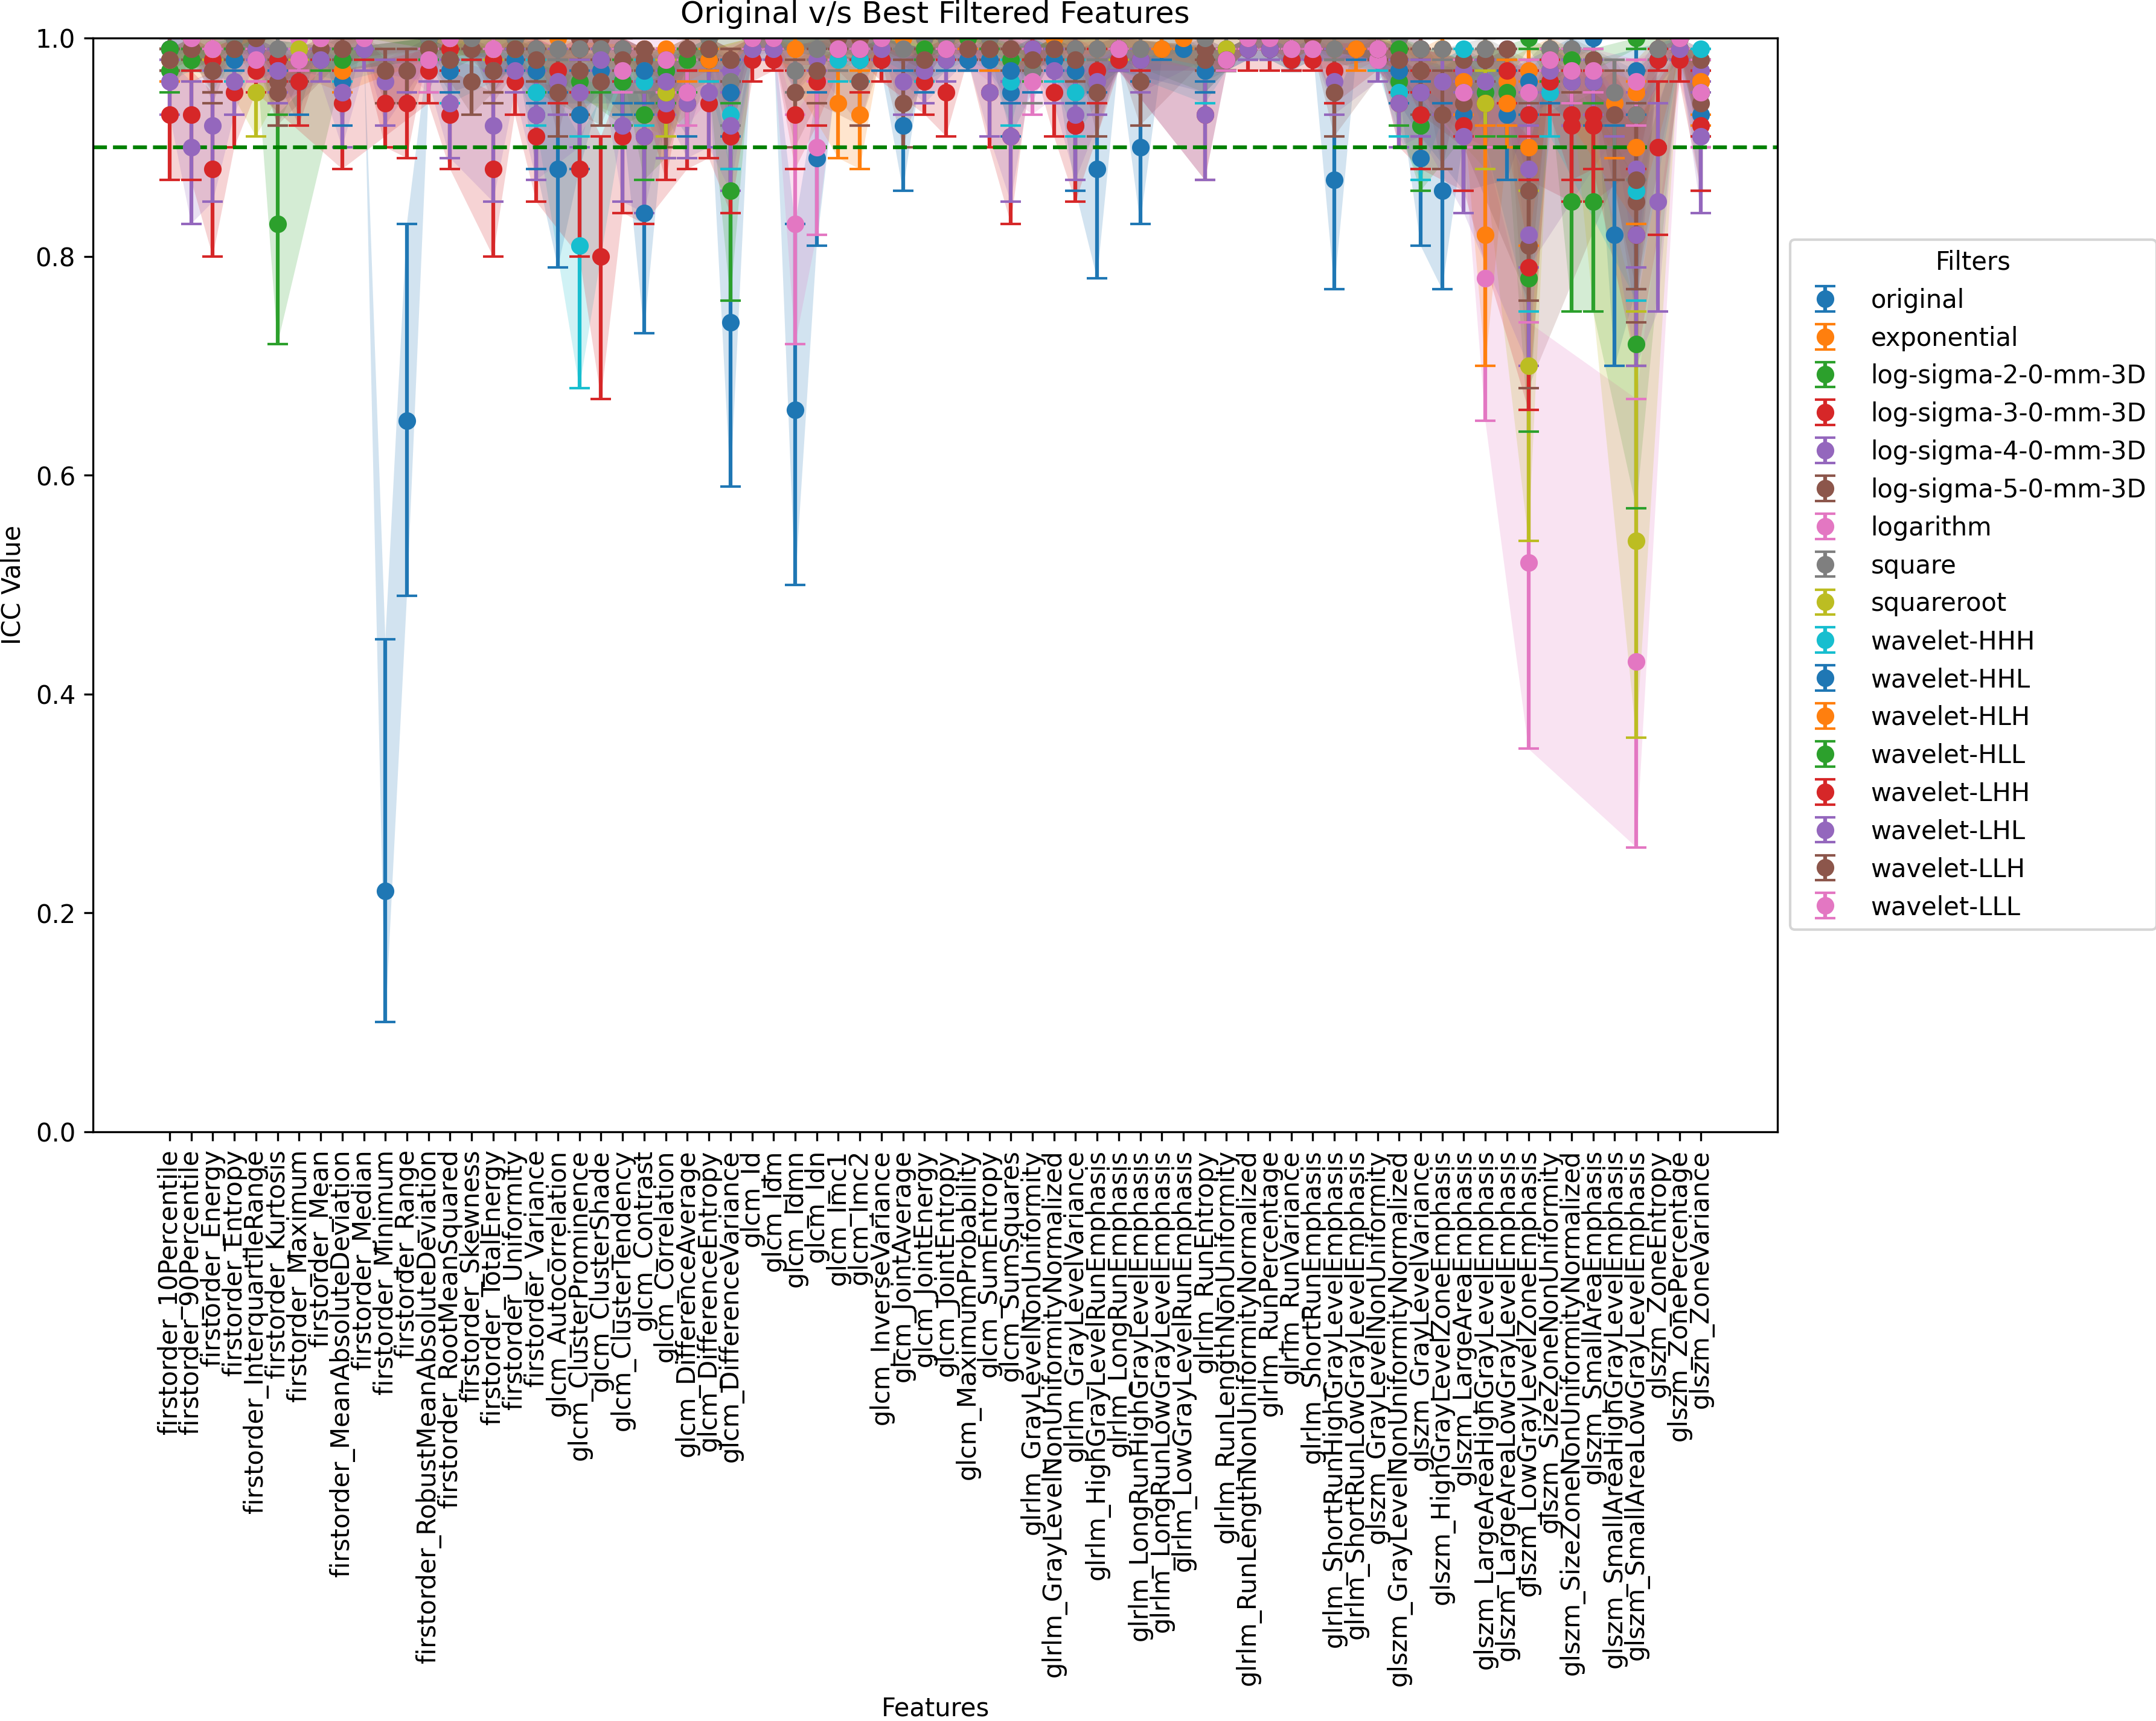 Original v/s Best Filtered Features
1.0
0.8
0.6
0.4
0.2
0.0
ICC Value
Filters
original
exponential
log-sigma-2-0-mm-3D
log-sigma-3-0-mm-3D
log-sigma-4-0-mm-3D
log-sigma-5-0-mm-3D
logarithm
square
squareroot
wavelet-HHH
wavelet-HHL
wavelet-HLH
wavelet-HLL
wavelet-LHH
wavelet-LHL
wavelet-LLH
wavelet-LLL
firstorder_10Percentile
firstorder_90Percentile
firstorder_Energy
firstorder_Entropy
firstorder_InterquartileRange
firstorder_Kurtosis
firstorder_Maximum
firstorder_Mean
firstorder_MeanAbsoluteDeviation
firstorder_Median
firstorder_Minimum
firstorder_Range
firstorder_RobustMeanAbsoluteDeviation
firstorder_RootMeanSquared
firstorder_Skewness
firstorder_TotalEnergy
firstorder_Uniformity
firstorder_Variance
glcm_Autocorrelation
glcm_ClusterProminence
glcm_ClusterShade
glcm_ClusterTendency
glcm_Contrast
glcm_Correlation
glcm_DifferenceAverage
glcm_DifferenceEntropy
glcm_DifferenceVariance
glcm_Id
glcm_Idm
glcm_Idmn
glcm_Idn
glcm_Imc1
glcm_Imc2
glcm_InverseVariance
glcm_JointAverage
glcm_JointEnergy
glcm_JointEntropy
glcm_MaximumProbability
glcm_SumEntropy
glcm_SumSquares
glrlm_GrayLevelNonUniformity
glrlm_GrayLevelNonUniformityNormalized
glrlm_GrayLevelVariance
glrlm_HighGrayLevelRunEmphasis
glrlm_LongRunEmphasis
glrlm_LongRunHighGrayLevelEmphasis
glrlm_LongRunLowGrayLevelEmphasis
glrlm_LowGrayLevelRunEmphasis
glrlm_RunEntropy
glrlm_RunLengthNonUniformity
glrlm_RunLengthNonUniformityNormalized
glrlm_RunPercentage
glrlm_RunVariance
glrlm_ShortRunEmphasis
glrlm_ShortRunHighGrayLevelEmphasis
glrlm_ShortRunLowGrayLevelEmphasis
glszm_GrayLevelNonUniformity
glszm_GrayLevelNonUniformityNormalized
glszm_GrayLevelVariance
glszm_HighGrayLevelZoneEmphasis
glszm_LargeAreaEmphasis
glszm_LargeAreaHighGrayLevelEmphasis
glszm_LargeAreaLowGrayLevelEmphasis
glszm_LowGrayLevelZoneEmphasis
glszm_SizeZoneNonUniformity
glszm_SizeZoneNonUniformityNormalized
glszm_SmallAreaEmphasis
glszm_SmallAreaHighGrayLevelEmphasis
glszm_SmallAreaLowGrayLevelEmphasis
glszm_ZoneEntropy
glszm_ZonePercentage
glszm_ZoneVariance
Features